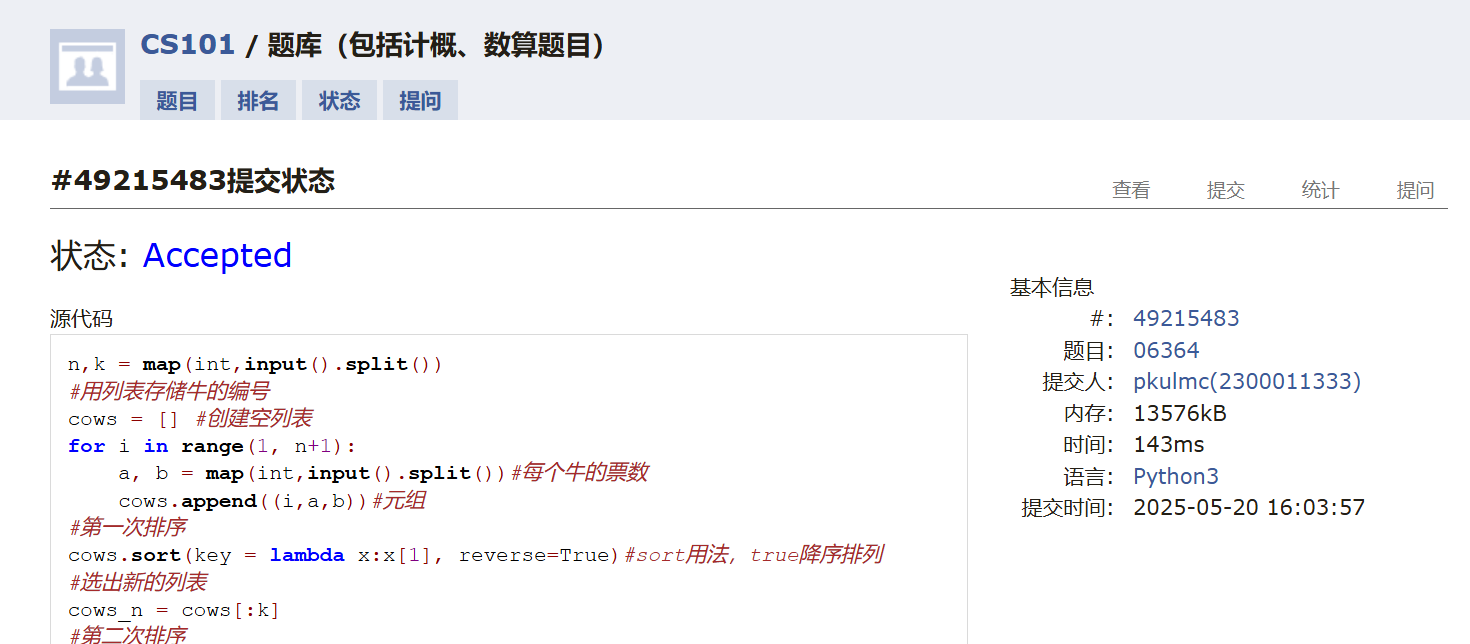 CS101 / 题库（包括计概、数算题目）
题目 排名 状态 提问
#49215483提交状态
查看 提交 统计 提问
状态: Accepted
源代码
n,k = map(int,input().split())
#用列表存储牛的编号
cows = [] #创建空列表
for i in range(1, n+1):
    a, b = map(int,input().split())#每个牛的票数
    cows.append((i,a,b))#元组
#第一次排序
cows.sort(key = lambda x:x[1], reverse=True)#sort用法，true降序排列
#选出新的列表
cows_n = cows[:k]
#第二次排序
基本信息
#: 49215483
题目: 06364
提交人: pkulmc(2300011333)
内存: 13576kB
时间: 143ms
语言: Python3
提交时间: 2025-05-20 16:03:57